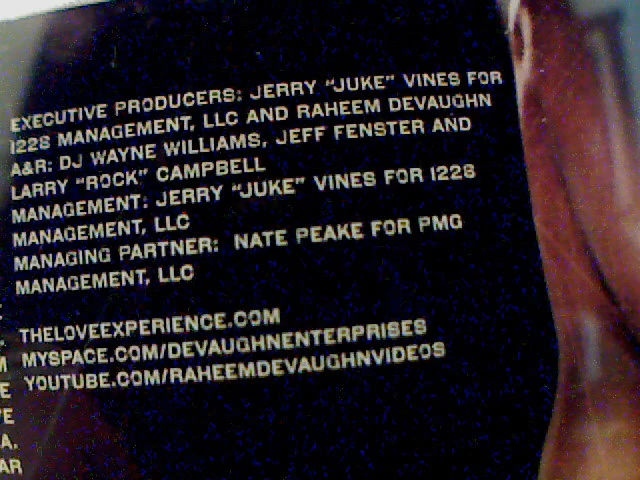 EXECUTIVE PRODUCERS: JERRY "JUKE" VINES FOR
1228 MANAGEMENT, LLC AND RAHEEM DEVAUGHN
A&R: DJ WAYNE WILLIAMS, JEFF FENSTER AND
LARRY "ROCK" CAMPBELL
MANAGEMENT: JERRY "JUKE" VINES FOR 1228
MANAGEMENT, LLC
MANAGING PARTNER: NATE PEAKE FOR PMG
MANAGEMENT, LLC
THELOVEEXPERIENCE.COM
MYSPACE.COM/DEVAUGHNENTERPRISES
YOUTUBE.COM/RAHEEMDEVAUGHNVIDEOS